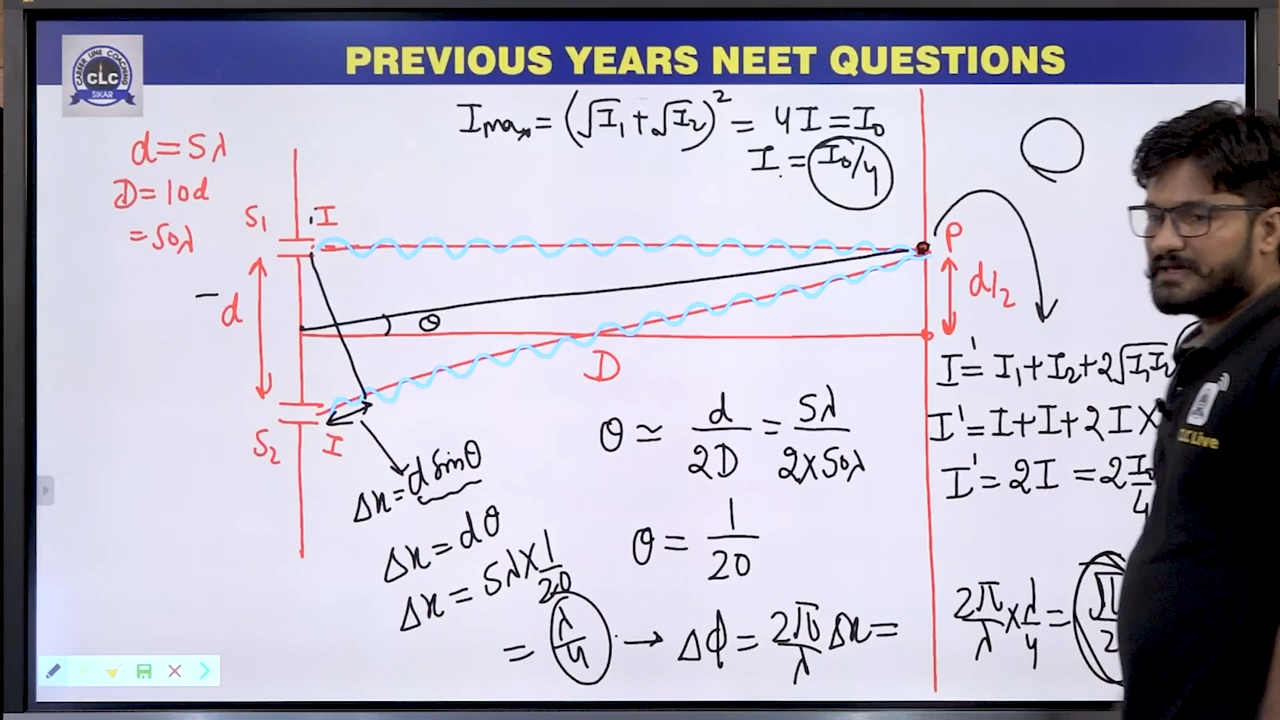 PREVIOUS YEARS NEET QUESTIONS
CAREER LINE COACHING
CLC
SIKAR
I max = (√I₁+√I₂)² = 4I = I₀
I = I₀/4
d = 5λ
D = 10d
= 50λ
S₁ I
P
d/2
d
θ
D
S₂ I
Δx = d sinθ
Δx = dθ
Δx = 5λ × 1/20
= λ/4 → Δφ = 2π/λ Δx =
2π/λ × λ/4 = π/2
θ ≃ d/2D = 5λ/2×50λ
θ = 1/20
I' = I₁+I₂+2√I₁I₂
I' = I+I+2I×
I' = 2I = 2I₀/4
CLC Live